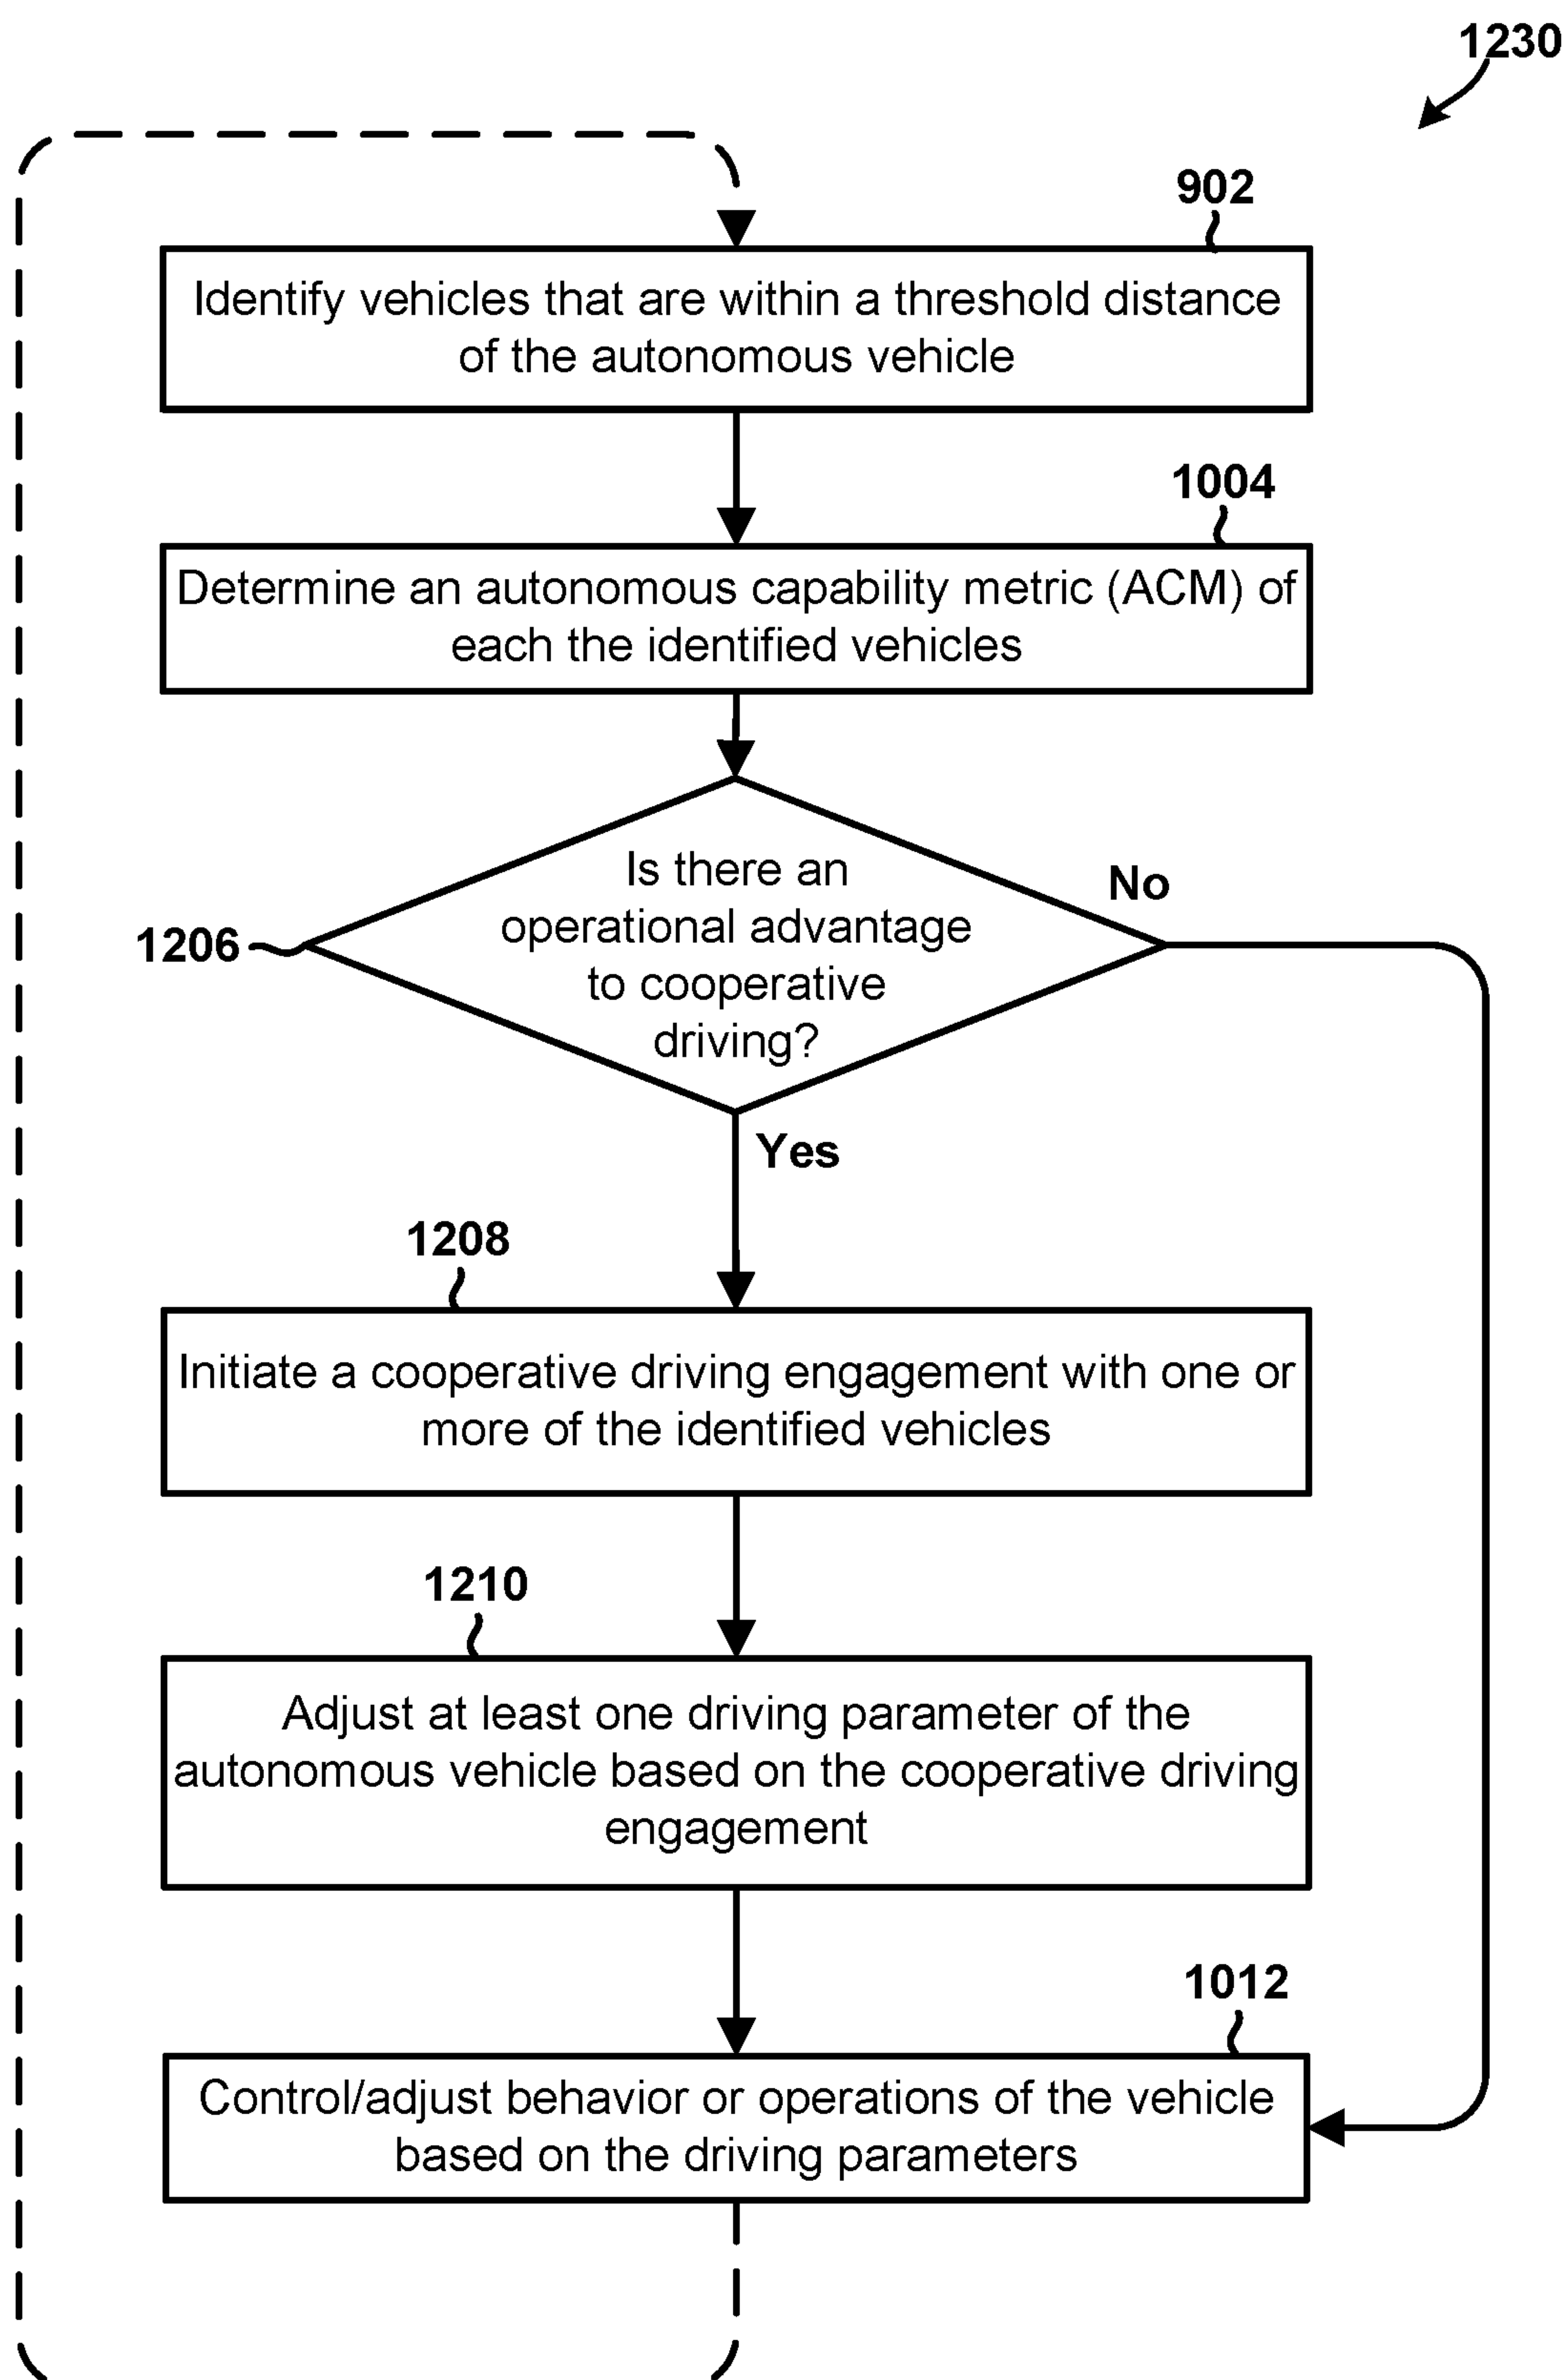 1230
902
Identify vehicles that are within a threshold distance
of the autonomous vehicle
1004
Determine an autonomous capability metric (ACM) of
each the identified vehicles
Is there an
operational advantage
to cooperative
driving?
No
1206
Yes
1208
Initiate a cooperative driving engagement with one or
more of the identified vehicles
1210
Adjust at least one driving parameter of the
autonomous vehicle based on the cooperative driving
engagement
1012
Control/adjust behavior or operations of the vehicle
based on the driving parameters